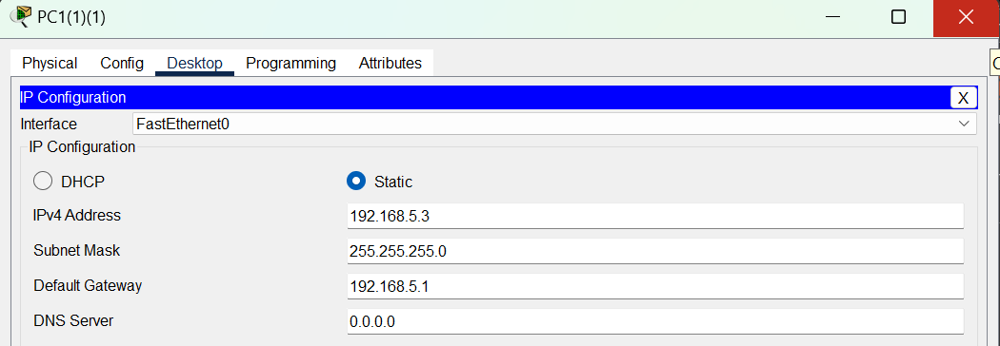 PC1(1)(1)
Physical Config Desktop Programming Attributes
IP Configuration X
Interface FastEthernet0
IP Configuration
DHCP Static
IPv4 Address 192.168.5.3
Subnet Mask 255.255.255.0
Default Gateway 192.168.5.1
DNS Server 0.0.0.0